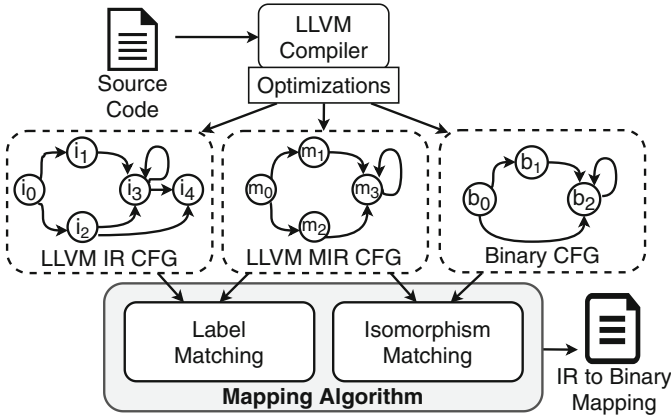 LLVM
Compiler
Source
Code
Optimizations
i0 i1 i2 i3 i4
LLVM IR CFG
m0 m1 m2 m3
LLVM MIR CFG
b0 b1 b2
Binary CFG
Label
Matching
Isomorphism
Matching
Mapping Algorithm
IR to Binary
Mapping